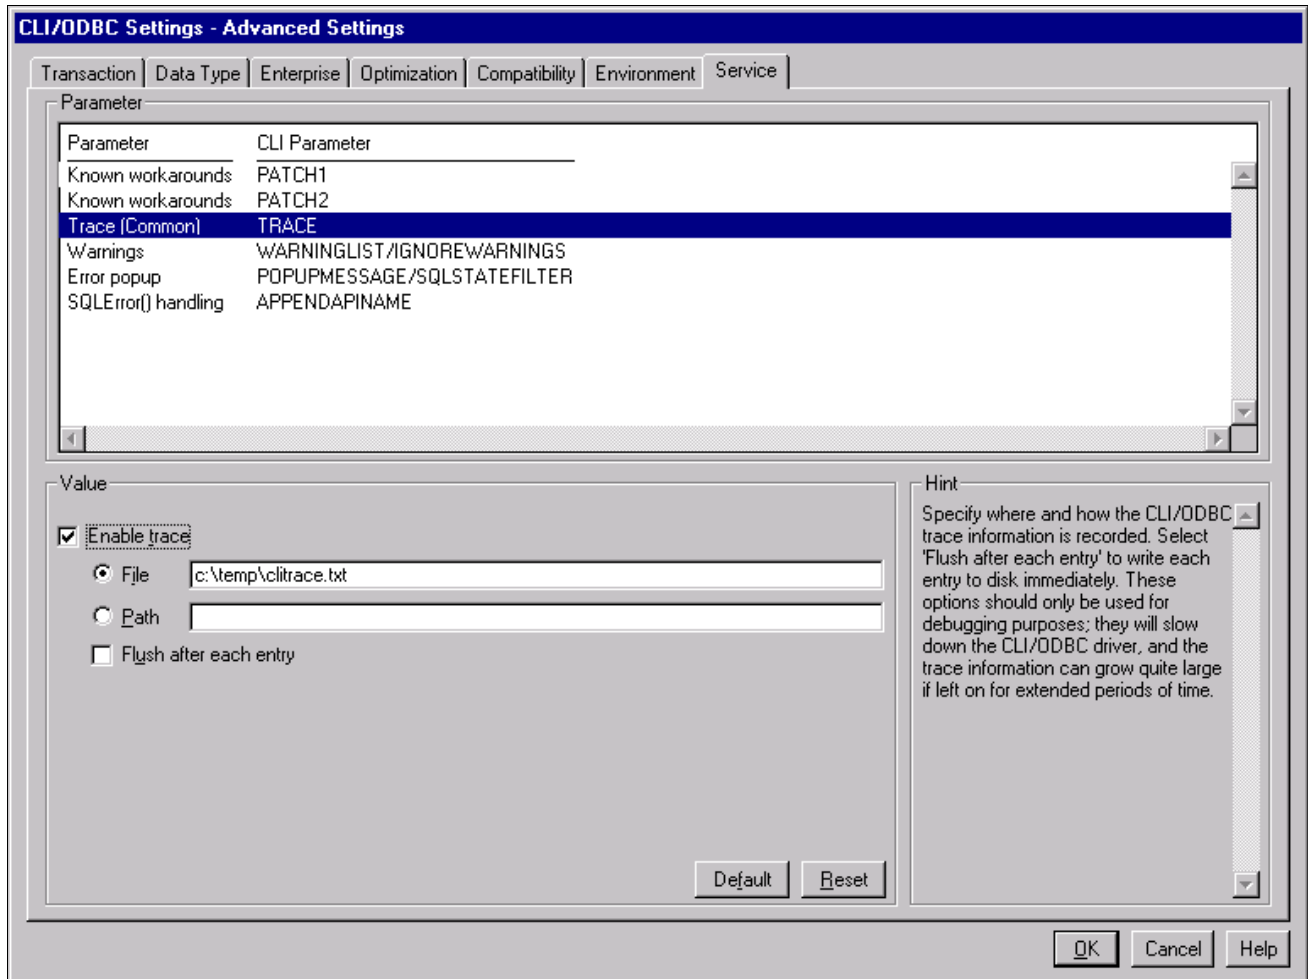 CLI/ODBC Settings - Advanced Settings
Transaction Data Type Enterprise Optimization Compatibility Environment Service
Parameter
Parameter CLI Parameter
Known workarounds PATCH1
Known workarounds PATCH2
Trace (Common) TRACE
Warnings WARNINGLIST/IGNOREWARNINGS
Error popup POPUPMESSAGE/SQLSTATEFILTER
SQLError() handling APPENDAPINAME
Value
Enable trace
File c:\temp\clitrace.txt
Path
Flush after each entry
Default Reset
Hint
Specify where and how the CLI/ODBC
trace information is recorded. Select
'Flush after each entry' to write each
entry to disk immediately. These
options should only be used for
debugging purposes; they will slow
down the CLI/ODBC driver, and the
trace information can grow quite large
if left on for extended periods of time.
OK Cancel Help